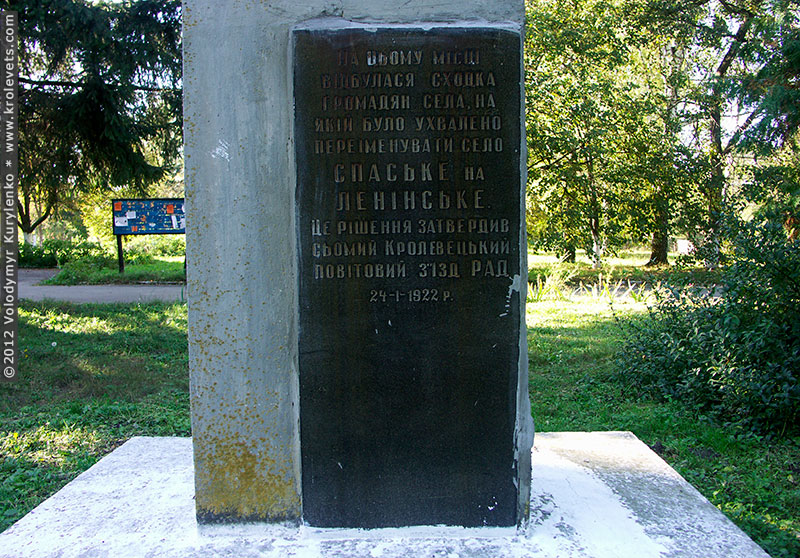 НА ЦЬОМУ МІСЦІ
ВІДБУЛАСЯ СХОДКА
ГРОМАДЯН СЕЛА, НА
ЯКІЙ БУЛО УХВАЛЕНО
ПЕРЕІМЕНУВАТИ СЕЛО
СПАСЬКЕ НА
ЛЕНІНСЬКЕ.
ЦЕ РІШЕННЯ ЗАТВЕРДИВ
СЬОМИЙ КРОЛЕВЕЦЬКИЙ
ПОВІТОВИЙ З'ЇЗД РАД
24-I-1922 р.
©2012 Volodymyr Kurylenko * www.krolevets.com